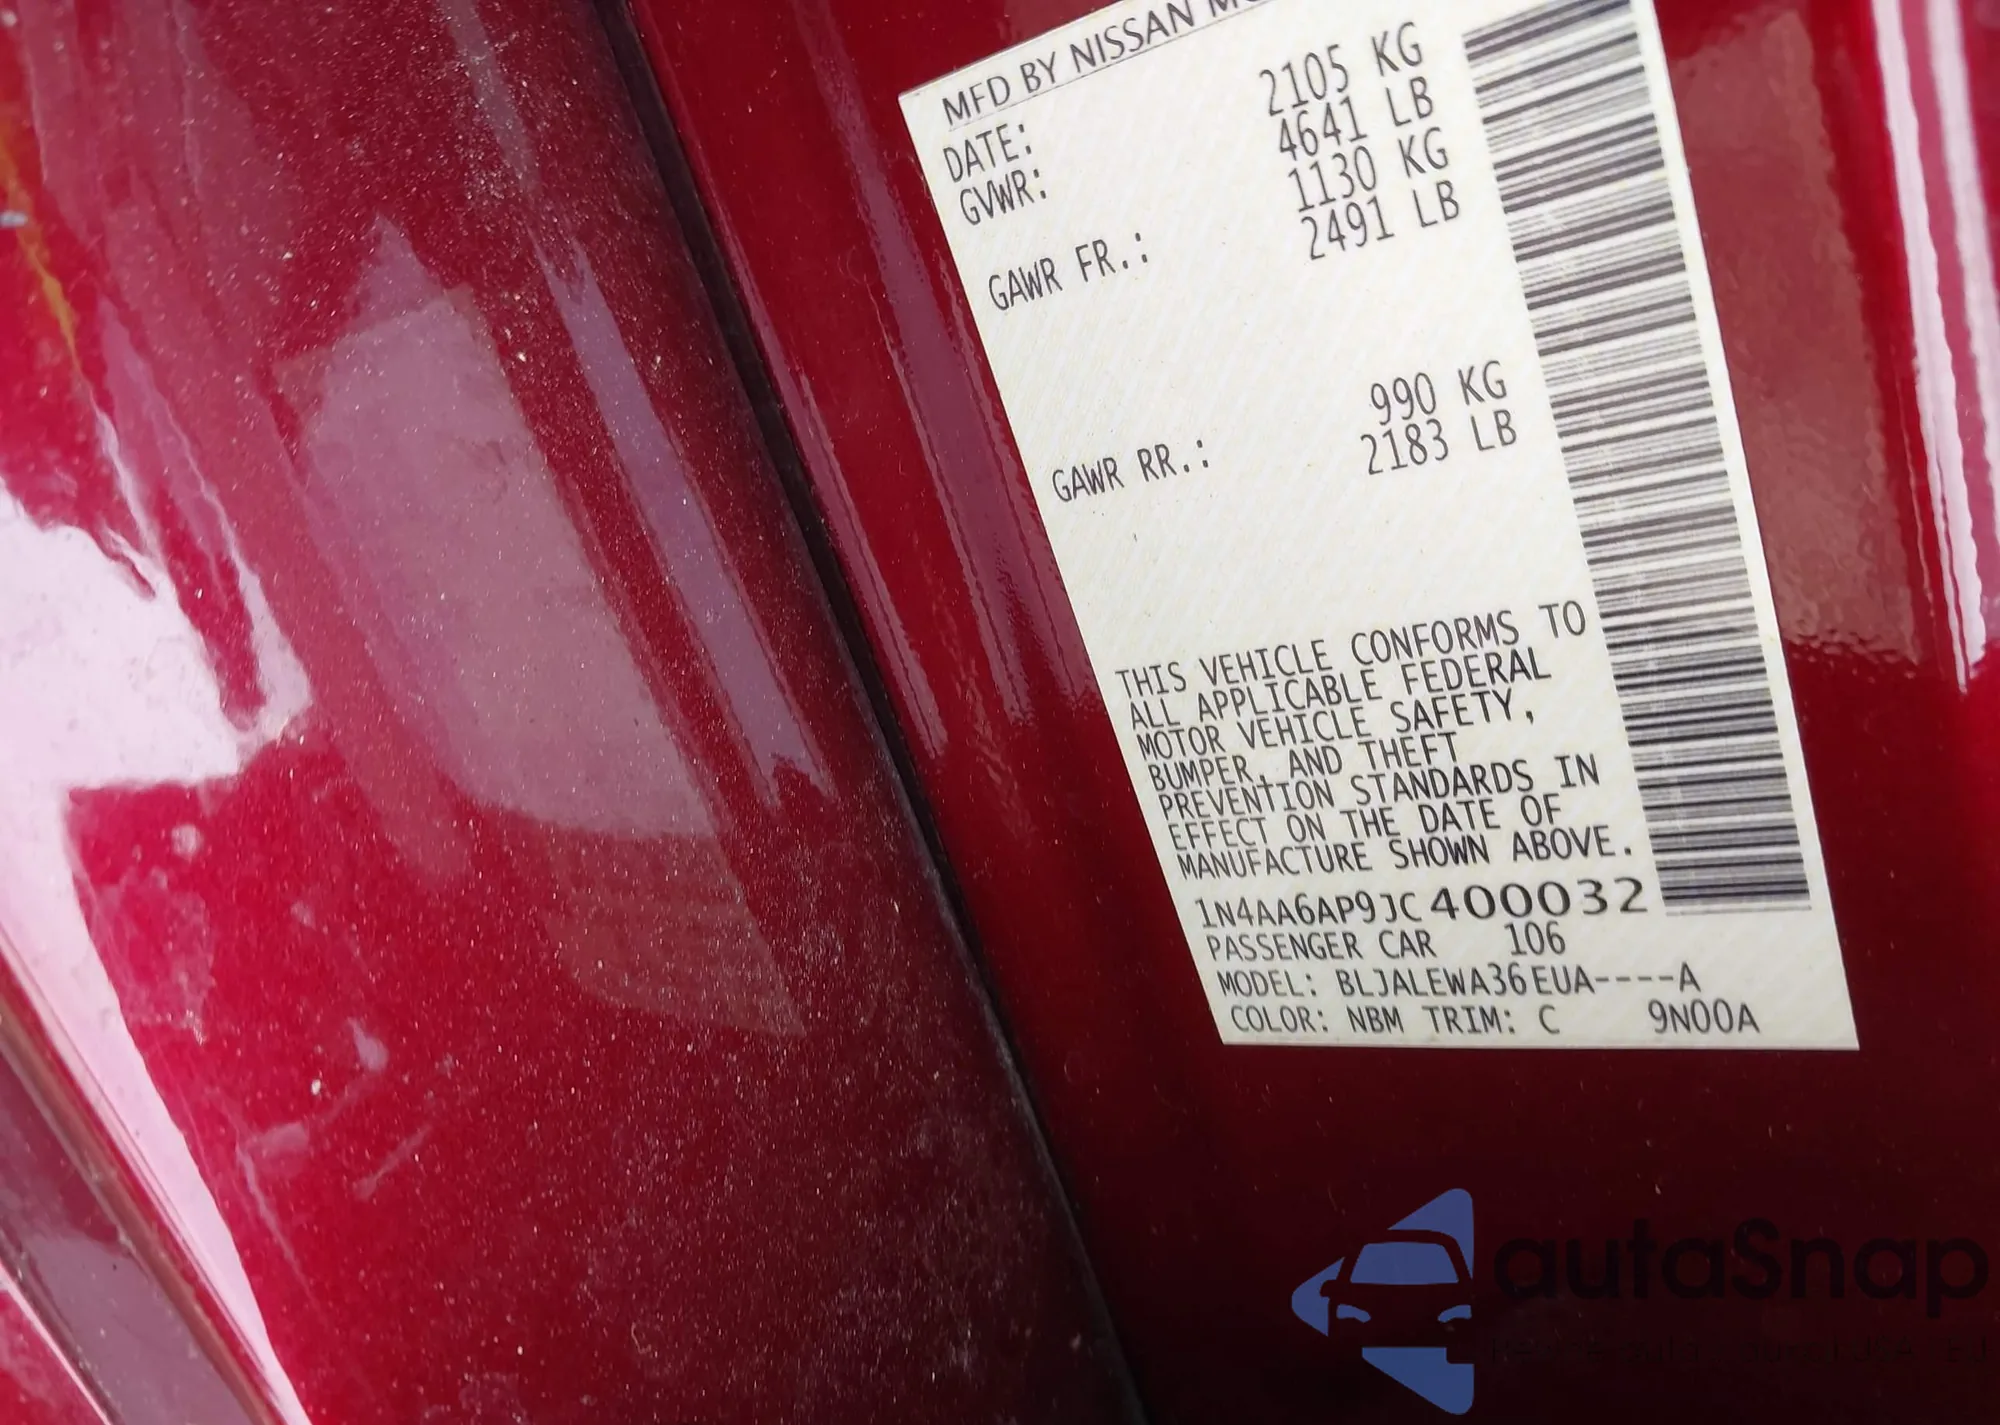 MFD BY NISSAN
DATE:
GVWR: 2105 KG
4641 LB
GAWR FR.: 1130 KG
2491 LB
GAWR RR.: 990 KG
2183 LB
THIS VEHICLE CONFORMS TO
ALL APPLICABLE FEDERAL
MOTOR VEHICLE SAFETY,
BUMPER, AND THEFT
PREVENTION STANDARDS IN
EFFECT ON THE DATE OF
MANUFACTURE SHOWN ABOVE.
1N4AA6AP9JC400032
PASSENGER CAR 106
MODEL: BLJALEWA36EUA----A
COLOR: NBM TRIM: C 9N00A
autaSnap